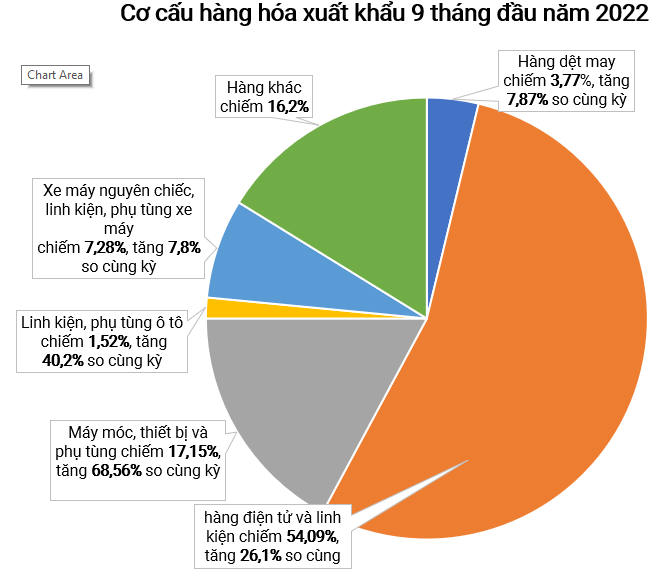 Cơ cấu hàng hóa xuất khẩu 9 tháng đầu năm 2022
Chart Area
Hàng dệt may
chiếm 3,77%, tăng
7,87% so cùng kỳ
Hàng khác
chiếm 16,2%
Xe máy nguyên chiếc,
linh kiện, phụ tùng xe
máy
chiếm 7,28%, tăng 7,8%
so cùng kỳ
Linh kiện, phụ tùng ô tô
chiếm 1,52%, tăng
40,2% so cùng kỳ
Máy móc, thiết bị và
phụ tùng chiếm 17,15%,
tăng 68,56% so cùng kỳ
hàng điện tử và linh
kiện chiếm 54,09%,
tăng 26,1% so cùng